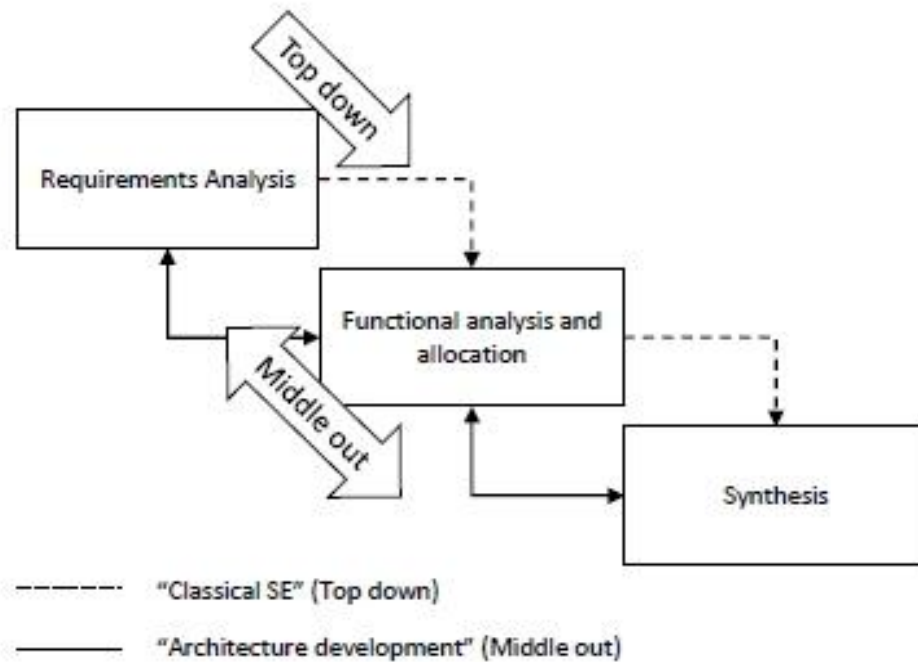 Top down
Requirements Analysis
Functional analysis and
allocation
Middle out
Synthesis
“Classical SE” (Top down)
“Architecture development” (Middle out)